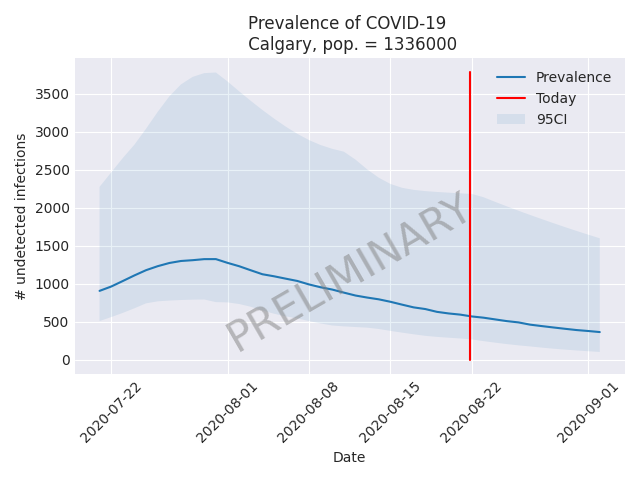 Prevalence of COVID-19
Calgary, pop. = 1336000
Prevalence
Today
95CI
# undetected infections
3500
3000
2500
2000
1500
1000
500
0
PRELIMINARY
2020-07-22
2020-08-01
2020-08-08
2020-08-15
2020-08-22
2020-09-01
Date